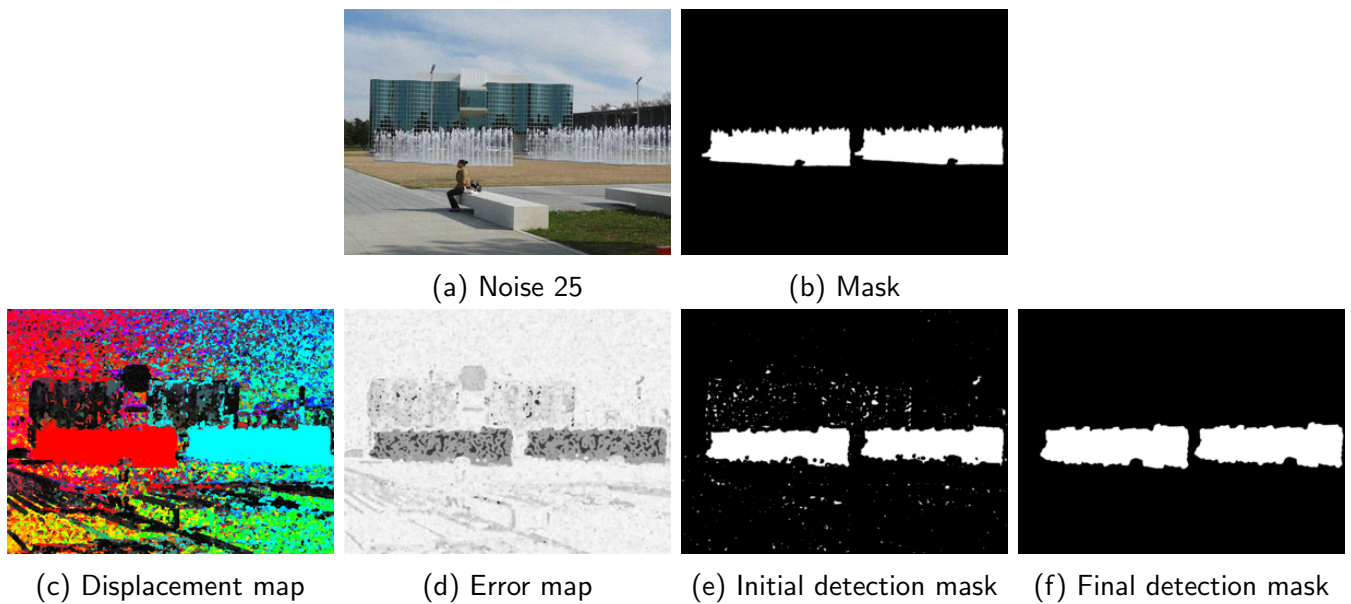 (a) Noise 25
(b) Mask
(c) Displacement map
(d) Error map
(e) Initial detection mask
(f) Final detection mask